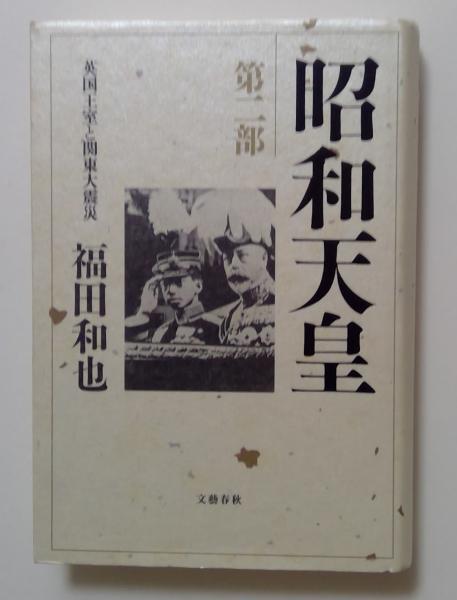 昭和天皇
第二部
英国王室と関東大震災
福田和也
文藝春秋